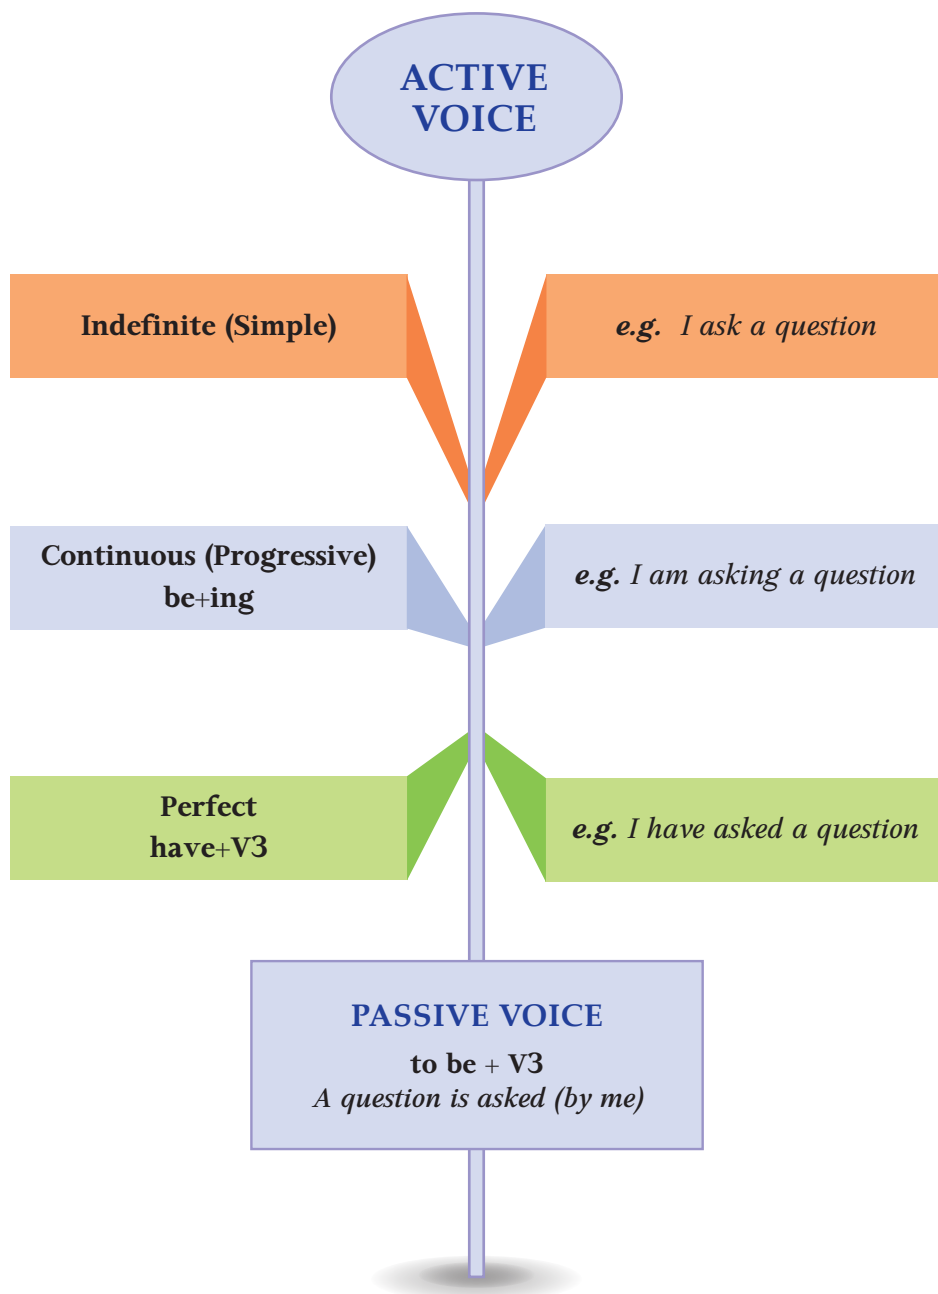 ACTIVE
VOICE
Indefinite (Simple)
e.g. I ask a question
Continuous (Progressive)
be+ing
e.g. I am asking a question
Perfect
have+V3
e.g. I have asked a question
PASSIVE VOICE
to be + V3
A question is asked (by me)